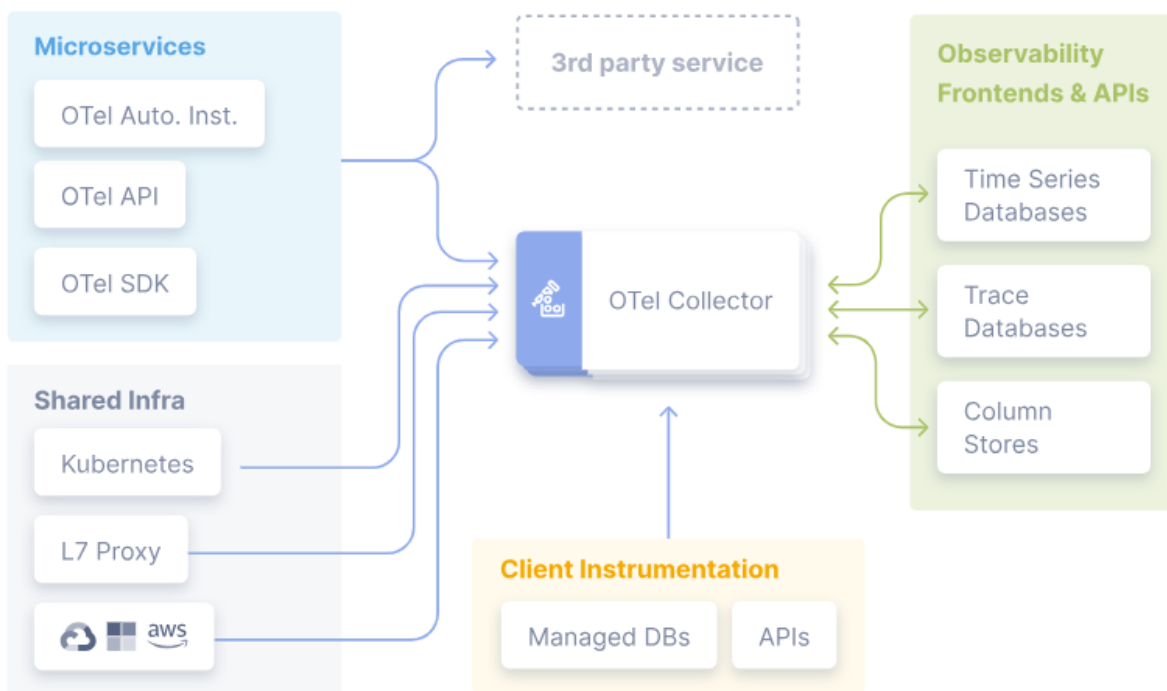 Microservices
OTel Auto. Inst.
OTel API
OTel SDK
Shared Infra
Kubernetes
L7 Proxy
aws
3rd party service
OTel Collector
Client Instrumentation
Managed DBs
APIs
Observability
Frontends & APIs
Time Series
Databases
Trace
Databases
Column
Stores